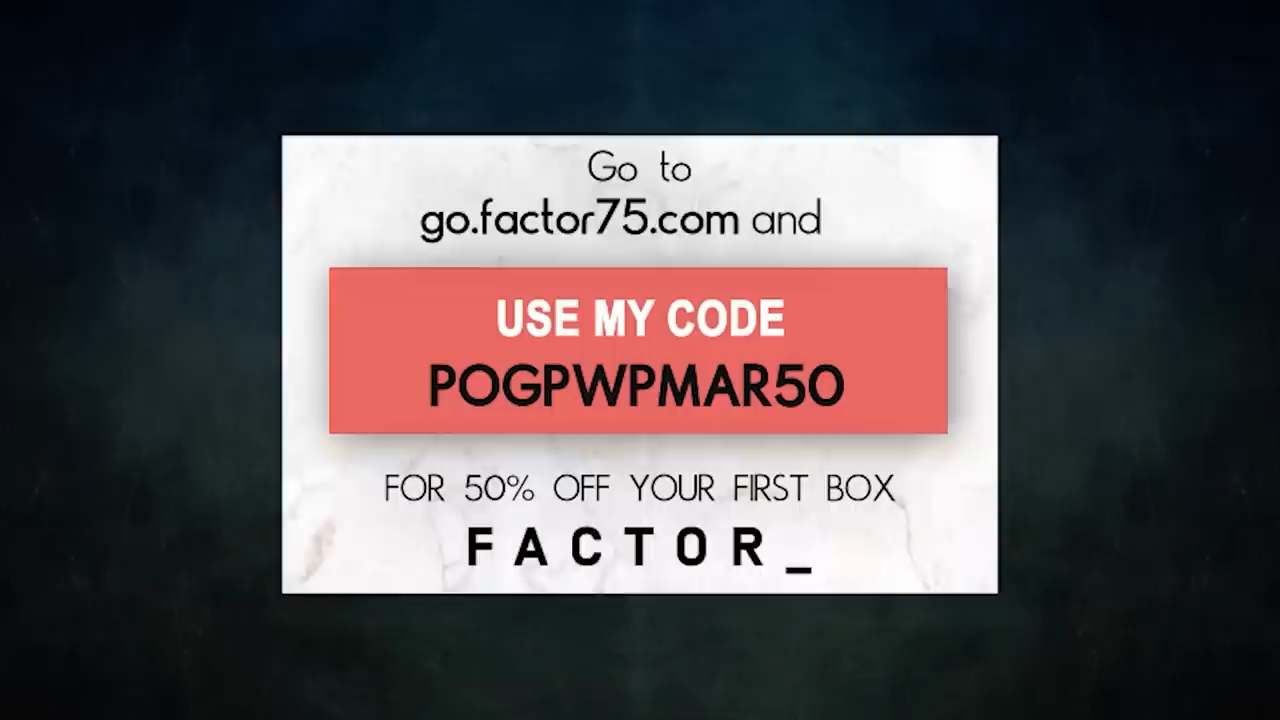 Go to
go.factor75.com and
USE MY CODE
POGPWPMAR50
FOR 50% OFF YOUR FIRST BOX
FACTOR_